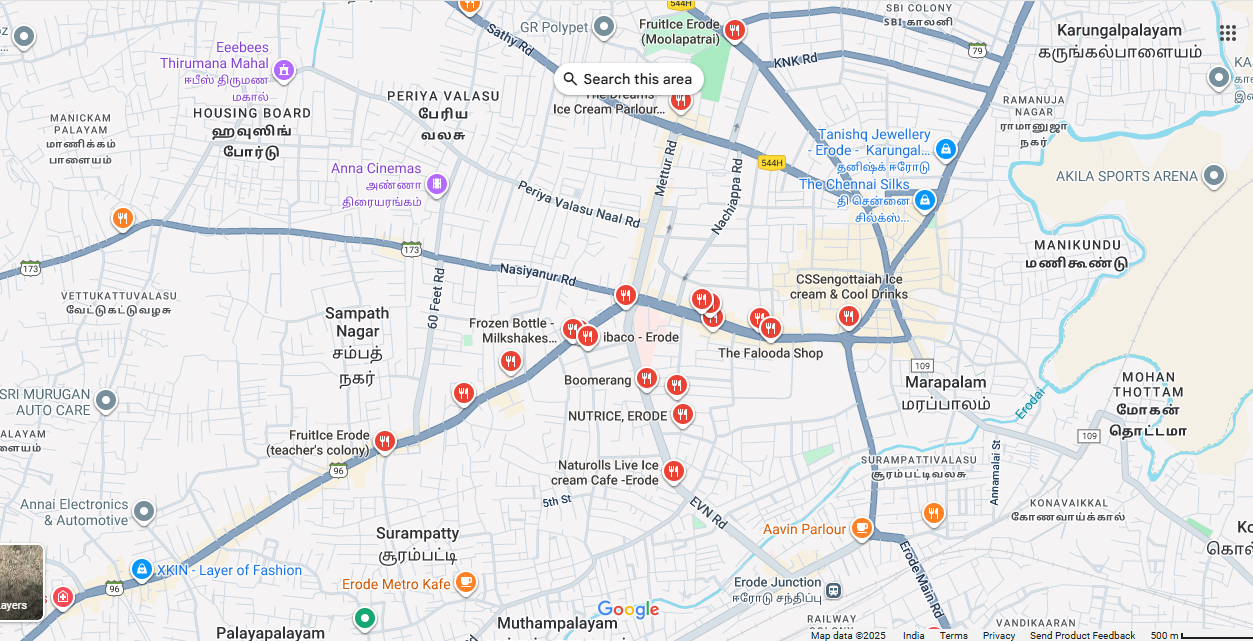 544H
FruitIce Erode
(Moolapatrai)
SBI COLONY
SBI காலனி
GR Polypet
Sathy Rd
Karungalpalayam
கருங்கல்பாளையம்
79
KNK Rd
Eeebees
Thirumana Mahal
ஈபீஸ் திருமண
மகால்
Search this area
The Dreams
Ice Cream Parlour...
PERIYA VALASU
பெரிய
வலசு
HOUSING BOARD
ஹவுஸிங்
போர்டு
MANICKAM
PALAYAM
மாணிக்கம்
பாளையம்
RAMANUJA
NAGAR
ராமானுஜா
நகர்
Tanishq Jewellery
- Erode - Karungal...
தனிஷ்க் ஈரோடு
544H
Mettur Rd
Nachiappa Rd
Anna Cinemas
அண்ணா
திரையரங்கம்
Periya Valasu Naal Rd
The Chennai Silks
தி சென்னை
சில்க்ஸ்...
AKILA SPORTS ARENA
MANIKUNDU
மணிகூண்டு
173
173
Nasiyanur Rd
60 Feet Rd
VETTUKATTUVALASU
வேட்டுகட்டுவழசு
Sampath
Nagar
சம்பத்
நகர்
CSSengottaiah Ice
cream & Cool Drinks
Frozen Bottle -
Milkshakes...
ibaco - Erode
The Falooda Shop
109
Marapalam
மரப்பாலம்
Boomerang
NUTRICE, ERODE
MOHAN
THOTTAM
மோகன்
தொட்டமா
Erodai
109
SRI MURUGAN
AUTO CARE
FruitIce Erode
(teacher's colony)
96
Naturolls Live Ice
cream Cafe -Erode
5th St
EVN Rd
SURAMPATTIVALASU
சூரம்பட்டிவலசு
Annamalai St
KONAVAIKKAL
கோணவாய்க்கால்
Annai Electronics
& Automotive
Surampatty
சூரம்பட்டி
Aavin Parlour
Erode Main Rd
XKIN - Layer of Fashion
96
Erode Metro Kafe
Erode Junction
ஈரோடு சந்திப்பு
Layers
Google
Muthampalayam
Palayapalayam
RAILWAY
COLONY
VANDIKAARAN
Map data ©2025 India Terms Privacy Send Product Feedback 500 m